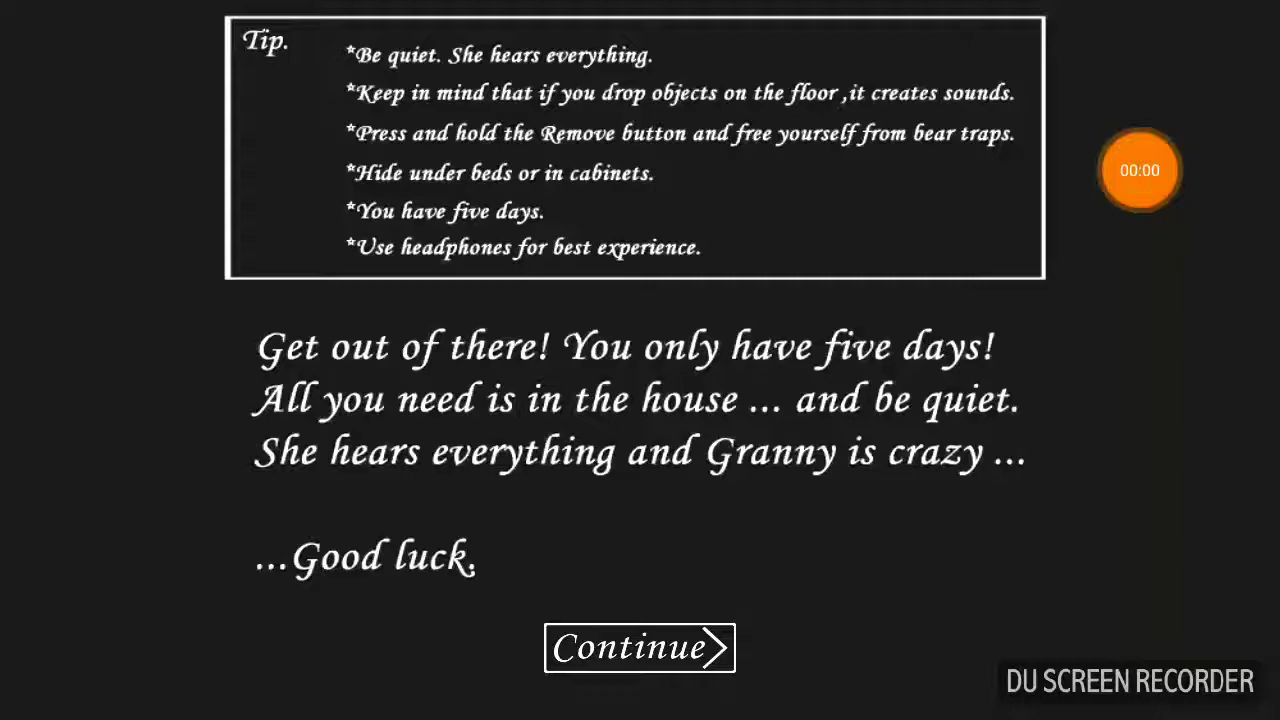 Tip.
*Be quiet. She hears everything.
*Keep in mind that if you drop objects on the floor ,it creates sounds.
*Press and hold the Remove button and free yourself from bear traps.
*Hide under beds or in cabinets.
*You have five days.
*Use headphones for best experience.
00:00
Get out of there! You only have five days!
All you need is in the house ... and be quiet.
She hears everything and Granny is crazy ...
...Good luck.
Continue>
DU SCREEN RECORDER